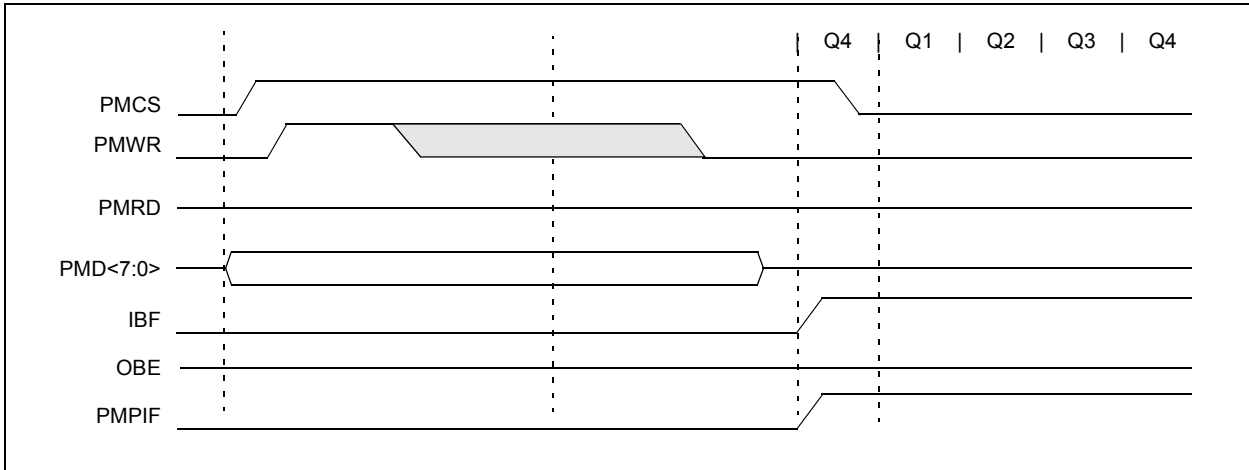 | Q4 | Q1 | Q2 | Q3 | Q4
PMCS
PMWR
PMRD
PMD<7:0>
IBF
OBE
PMPIF